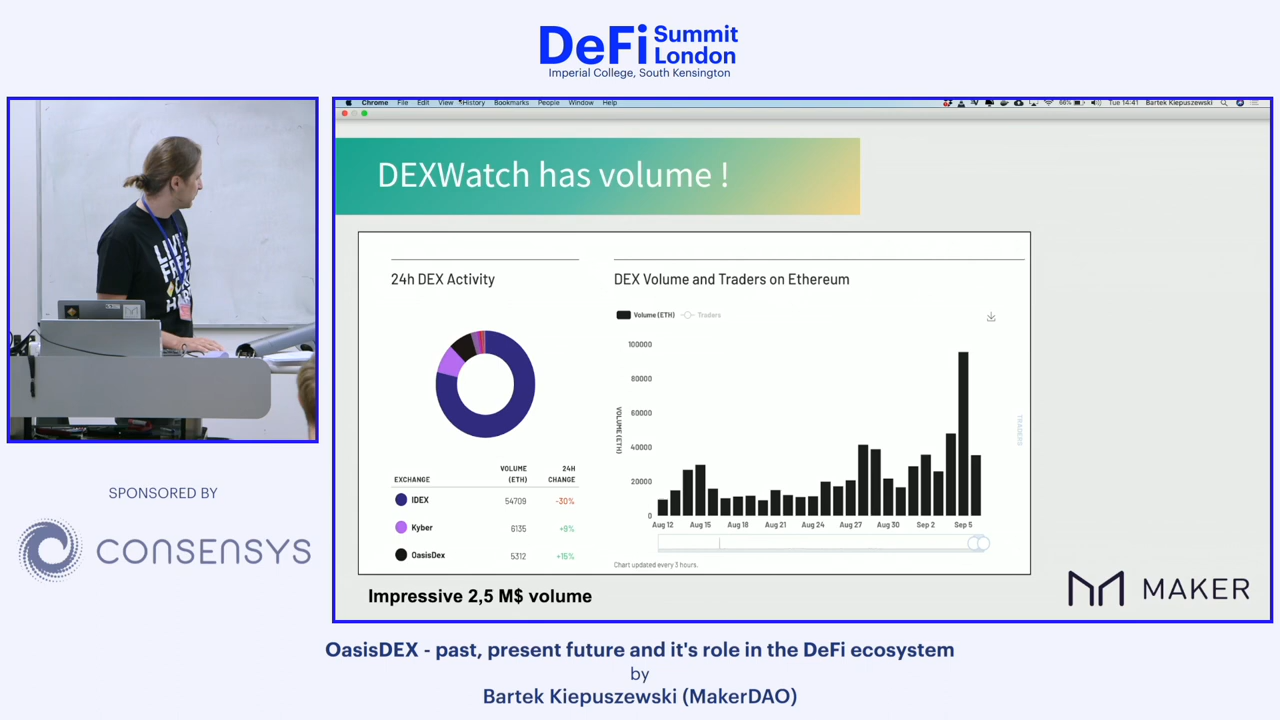 DeFi Summit London
Imperial College, South Kensington
Chrome File Edit View History Bookmarks People Window Help
66% Tue 14:41 Bartek Kiepuszewski
DEXWatch has volume !
24h DEX Activity
EXCHANGE VOLUME (ETH) 24H CHANGE
IDEX 54709 -30%
Kyber 6135 +9%
OasisDex 5312 +15%
DEX Volume and Traders on Ethereum
Volume (ETH) Traders
100000
80000
60000
40000
20000
0
VOLUME (ETH)
TRADERS
Aug 12 Aug 15 Aug 18 Aug 21 Aug 24 Aug 27 Aug 30 Sep 2 Sep 5
Chart updated every 3 hours.
Impressive 2,5 M$ volume
MAKER
SPONSORED BY
CONSENSYS
OasisDEX - past, present future and it's role in the DeFi ecosystem
by
Bartek Kiepuszewski (MakerDAO)